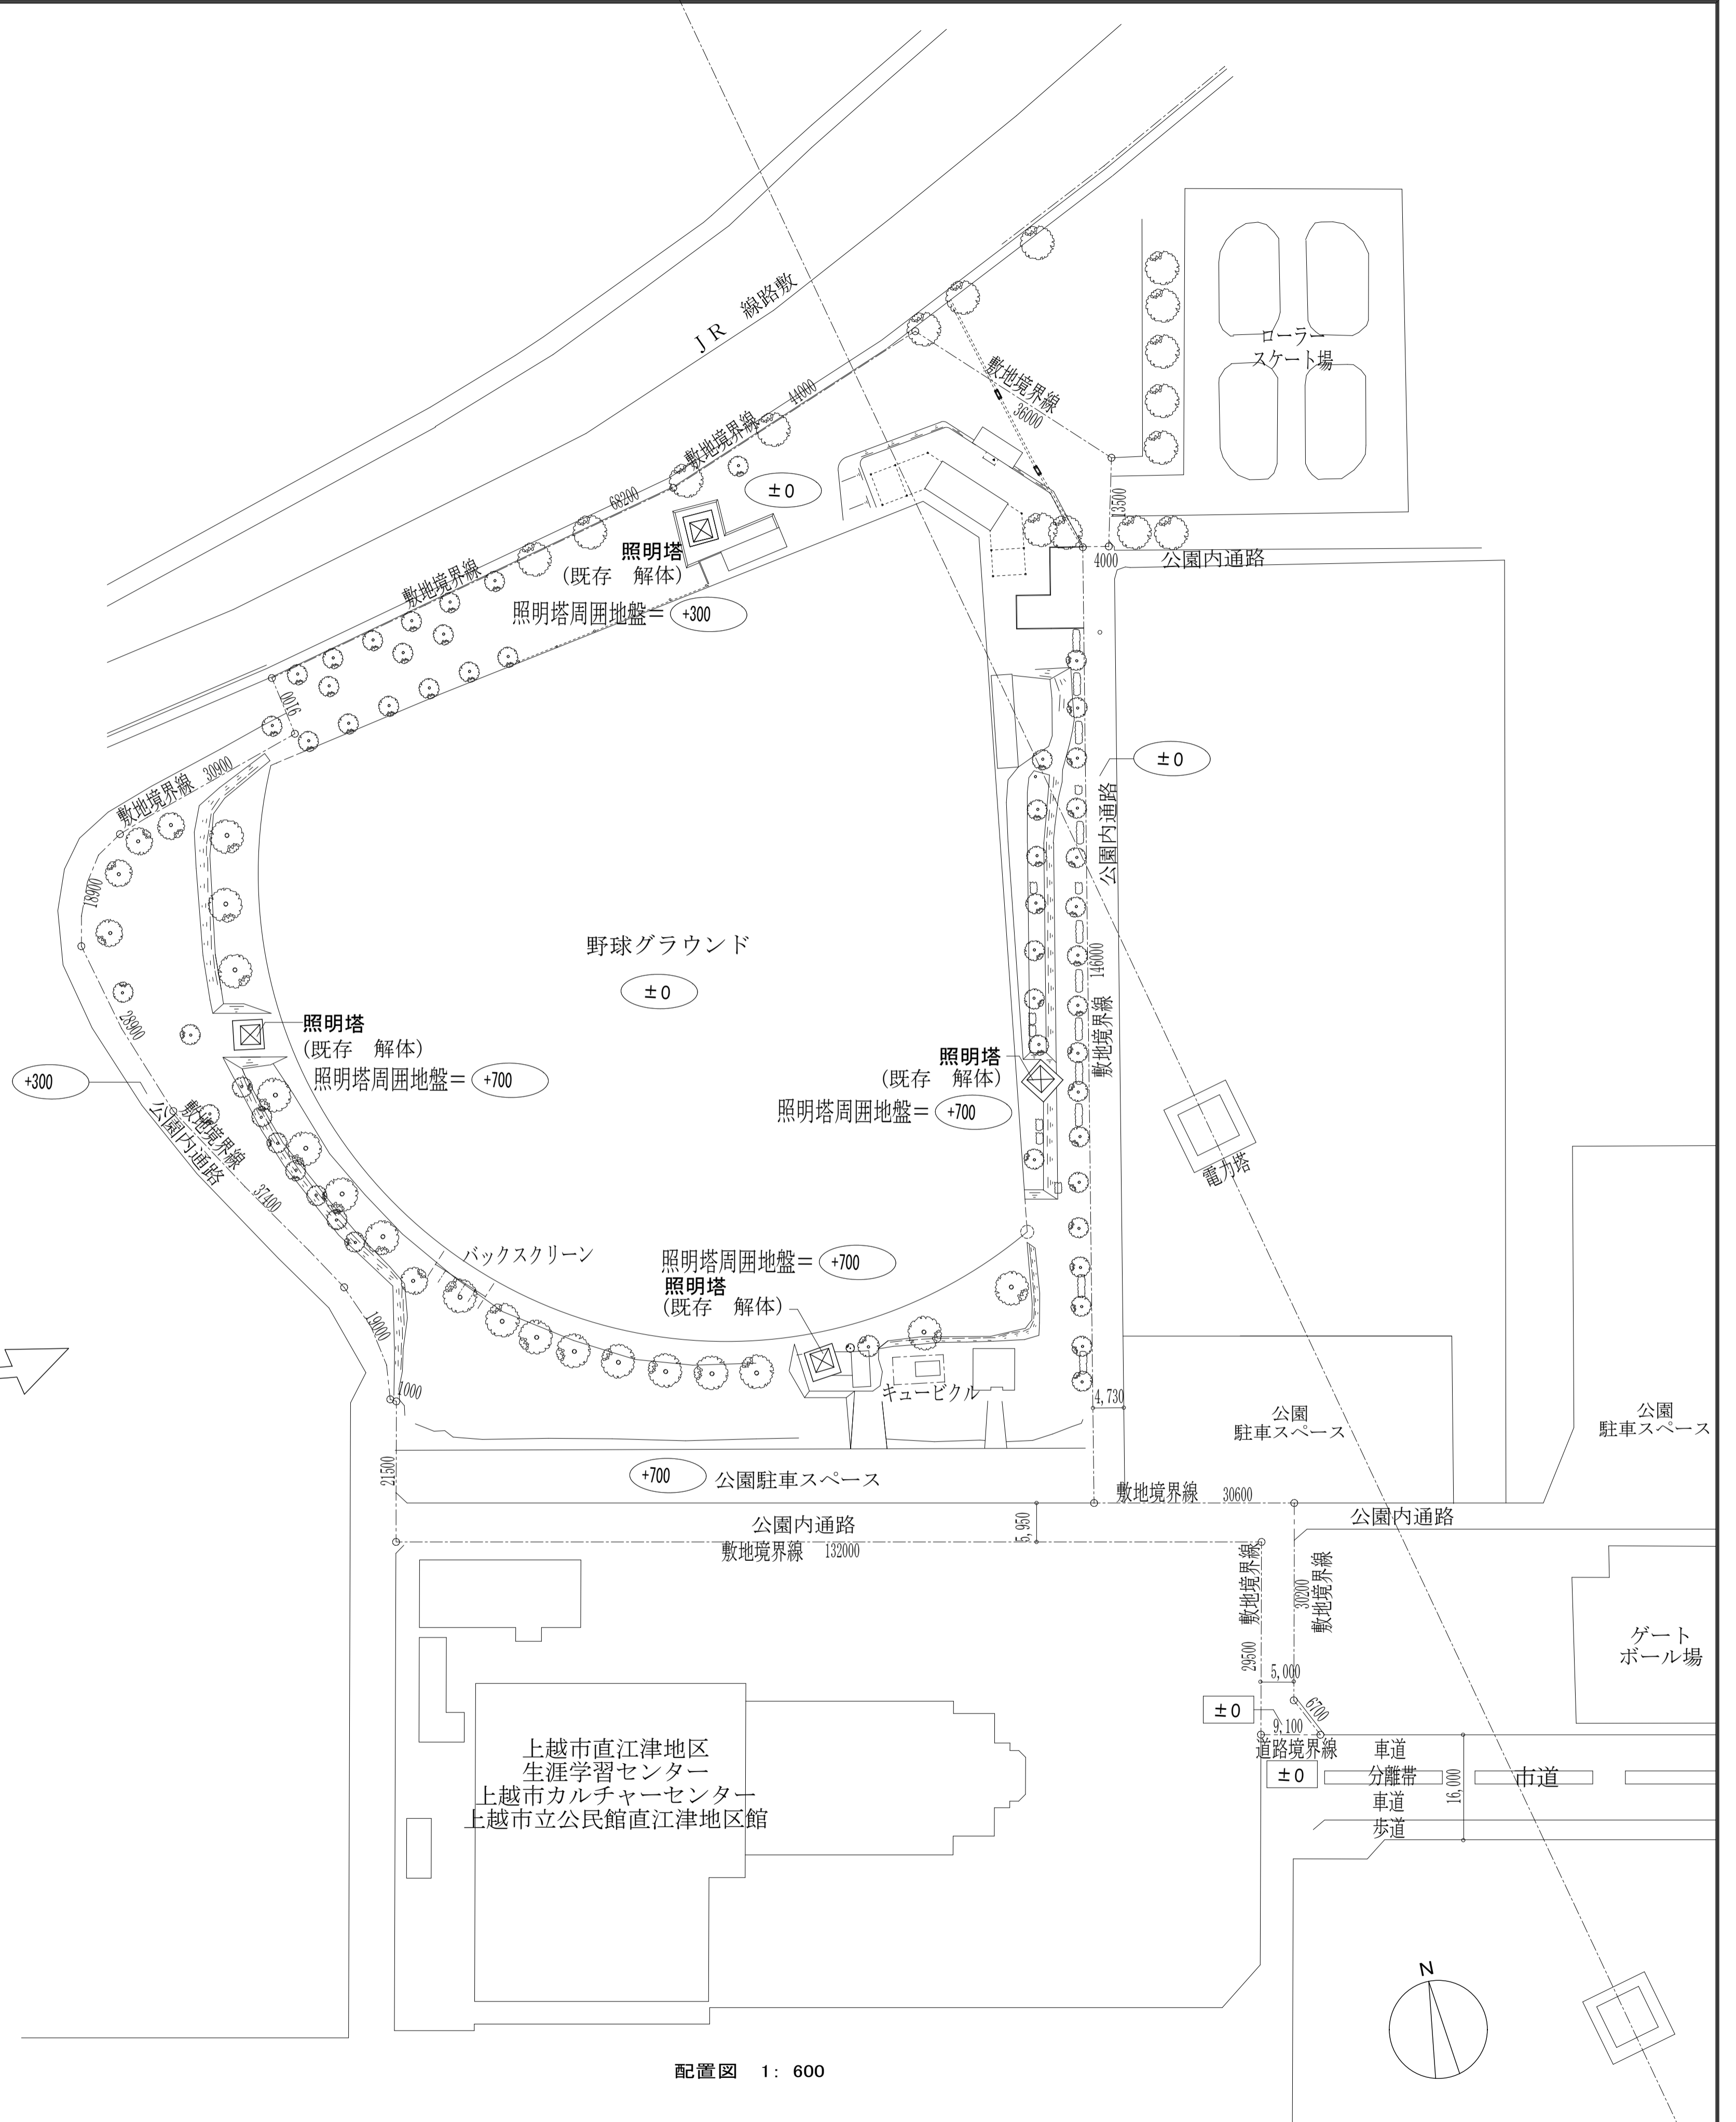 ＪＲ　線路敷
ローラー
スケート場
敷地境界線
36000
敷地境界線
44000
13500
±0
68200
照明塔
(既存　解体)
照明塔周囲地盤＝ +300
敷地境界線
4000
公園内通路
9100
敷地境界線 30900
±0
公園内通路
18900
野球グラウンド
±0
146000
敷地境界線
28900
照明塔
(既存　解体)
照明塔周囲地盤＝ +700
照明塔
(既存　解体)
照明塔周囲地盤＝ +700
+300
敷地境界線
公園内通路
37400
電力塔
バックスクリーン
照明塔周囲地盤＝ +700
照明塔
(既存　解体)
19000
1000
キュービクル
4,730
公園
駐車スペース
公園
駐車スペース
21500
+700 公園駐車スペース
敷地境界線 30600
公園内通路
5,950
公園内通路
敷地境界線 132000
敷地境界線
29500
30200
敷地境界線
ゲート
ボール場
5,000
±0
6700
9,100
道路境界線
±0
車道
分離帯
車道
歩道
市道
16,000
上越市直江津地区
生涯学習センター
上越市カルチャーセンター
上越市立公民館直江津地区館
N
配置図　1: 600